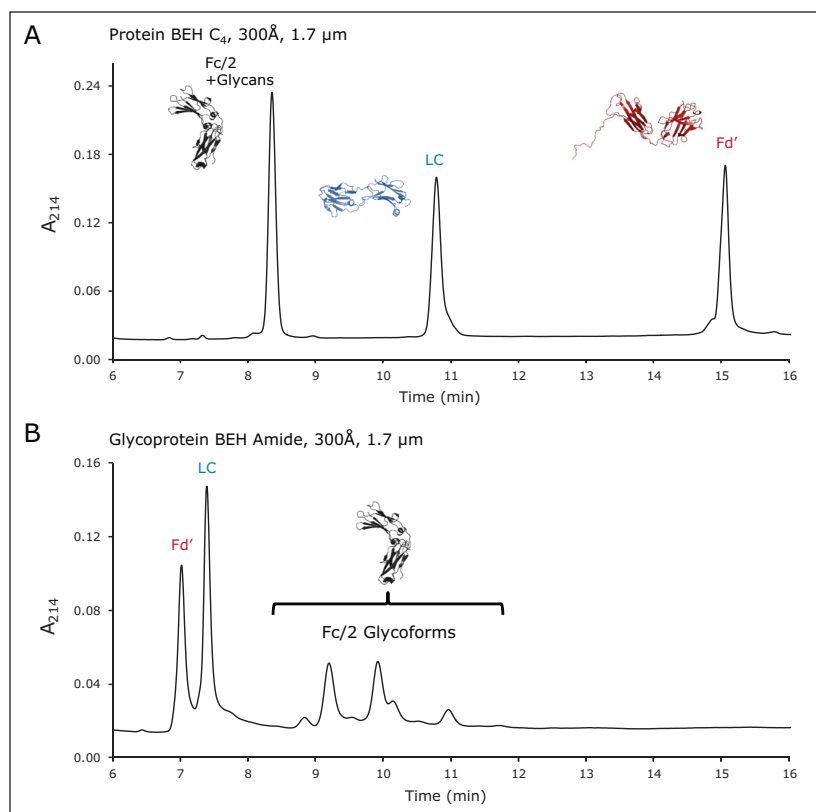 A
Protein BEH C₄, 300Å, 1.7 µm
Fc/2
+Glycans
LC
Fd’
0.24
0.18
0.12
0.06
0.00
A₂₁₄
6 7 8 9 10 11 12 13 14 15 16
Time (min)
B
Glycoprotein BEH Amide, 300Å, 1.7 µm
LC
Fd’
Fc/2 Glycoforms
0.16
0.12
0.08
0.04
0.00
A₂₁₄
6 7 8 9 10 11 12 13 14 15 16
Time (min)